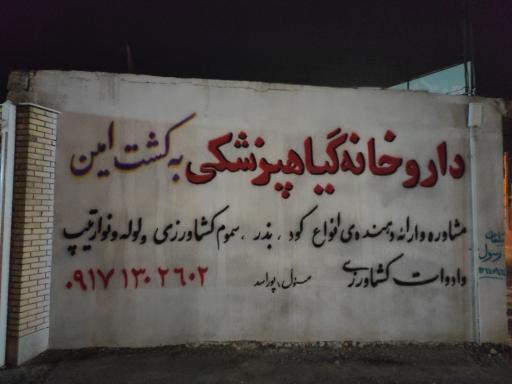 داروخانه گیاهپزشکی به کشت امین
مشاوره و ارائه دهنده‌ی انواع کود، بذر، سموم کشاورزی و لوله و نوار تیپ
و ادوات کشاورزی مسئول: پوراسد ۰۹۱۷۱۳۰۲۶۰۲
رسول